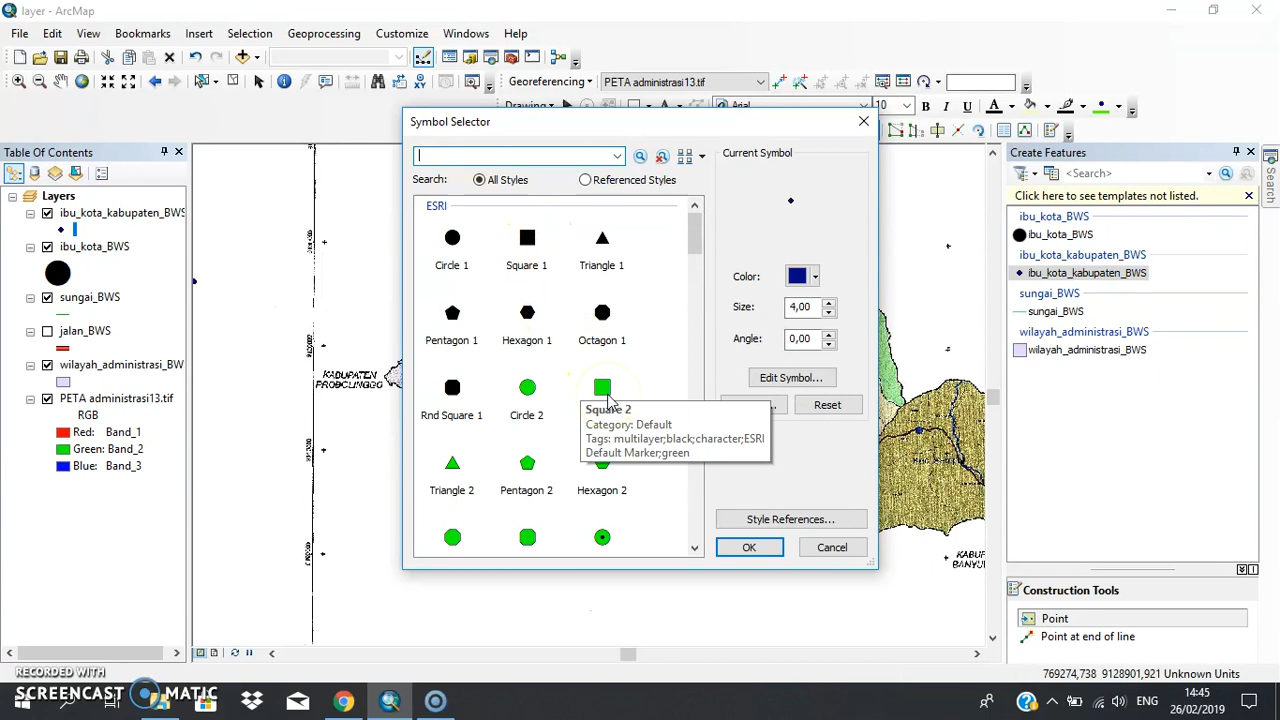 layer - ArcMap
File Edit View Bookmarks Insert Selection Geoprocessing Customize Windows Help
Georeferencing PETA administrasi13.tif
Drawing Arial 10 B I U A
Table Of Contents
Layers
ibu_kota_kabupaten_BWS
ibu_kota_BWS
sungai_BWS
jalan_BWS
wilayah_administrasi_BWS
PETA administrasi13.tif
RGB
Red: Band_1
Green: Band_2
Blue: Band_3
KABUPATEN
PROBOLINGGO
Symbol Selector
Search: All Styles Referenced Styles
ESRI
Circle 1 Square 1 Triangle 1
Pentagon 1 Hexagon 1 Octagon 1
Rnd Square 1 Circle 2
Square 2
Category: Default
Tags: multilayer;black;character;ESRI
Default Marker;green
Triangle 2 Pentagon 2 Hexagon 2
Current Symbol
Color:
Size: 4,00
Angle: 0,00
Edit Symbol...
Reset
Style References...
OK Cancel
KABU
BANYU
Create Features
<Search>
Click here to see templates not listed.
ibu_kota_BWS
ibu_kota_BWS
ibu_kota_kabupaten_BWS
ibu_kota_kabupaten_BWS
sungai_BWS
sungai_BWS
wilayah_administrasi_BWS
wilayah_administrasi_BWS
Construction Tools
Point
Point at end of line
Search
769274,738 9128901,921 Unknown Units
RECORDED WITH
SCREENCAST MATIC
ENG
14:45
26/02/2019